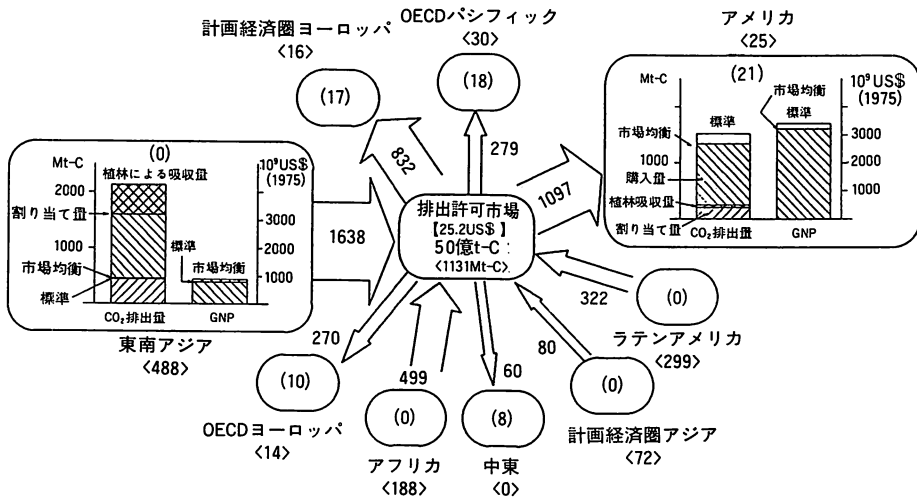 計画経済圏ヨーロッパ
<16>
(17)
OECDパシフィック
<30>
(18)
アメリカ
<25>
(21)
Mt-C
10⁹US$
(1975)
市場均衡
標準
標準
市場均衡
1000
購入量
植林吸収量
割り当て量
3000
2000
1000
CO₂排出量
GNP
(0)
Mt-C
10⁹US$
(1975)
植林による吸収量
2000
割り当て量
1000
市場均衡
標準
3000
2000
1000
標準
市場均衡
CO₂排出量
GNP
東南アジア
<488>
832
279
1097
1638
排出許可市場
【25.2US$】
50億t-C
<1131Mt-C>
322
(0)
ラテンアメリカ
<299>
270
(10)
OECDヨーロッパ
<14>
499
(0)
アフリカ
<188>
60
(8)
中東
<0>
80
(0)
計画経済圏アジア
<72>